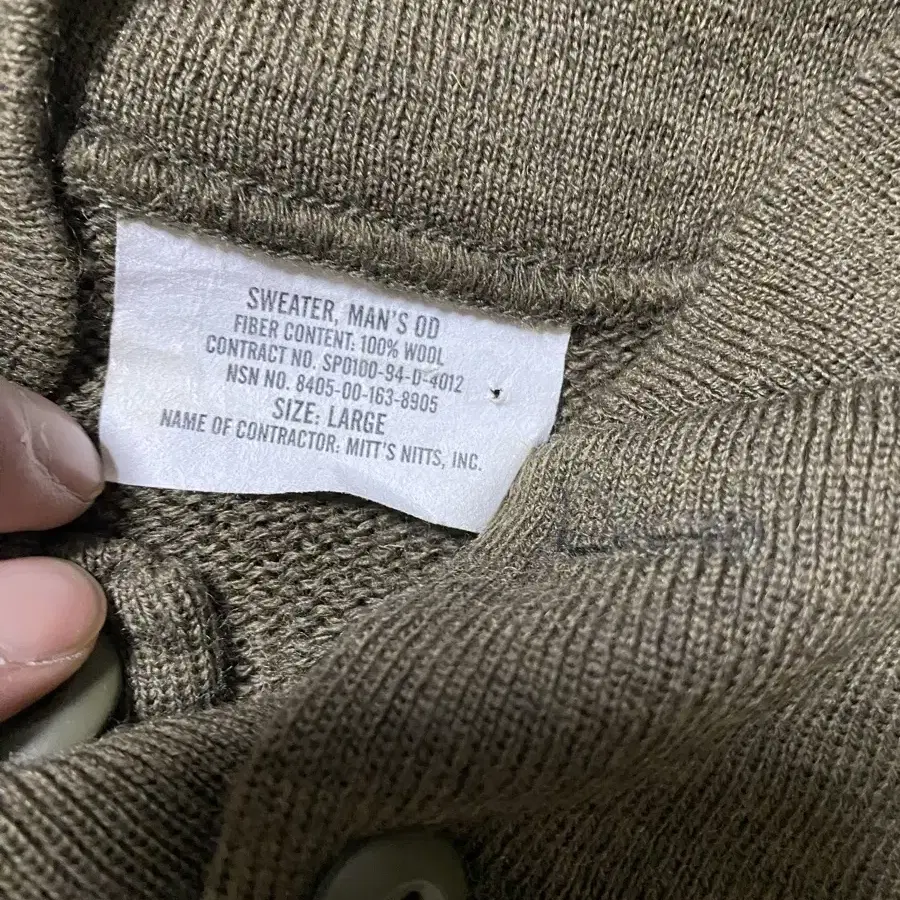 SWEATER, MAN'S OD
FIBER CONTENT: 100% WOOL
CONTRACT NO. SP0100-94-D-4012
NSN NO. 8405-00-163-8905
SIZE: LARGE
NAME OF CONTRACTOR: MITT'S NITTS, INC.